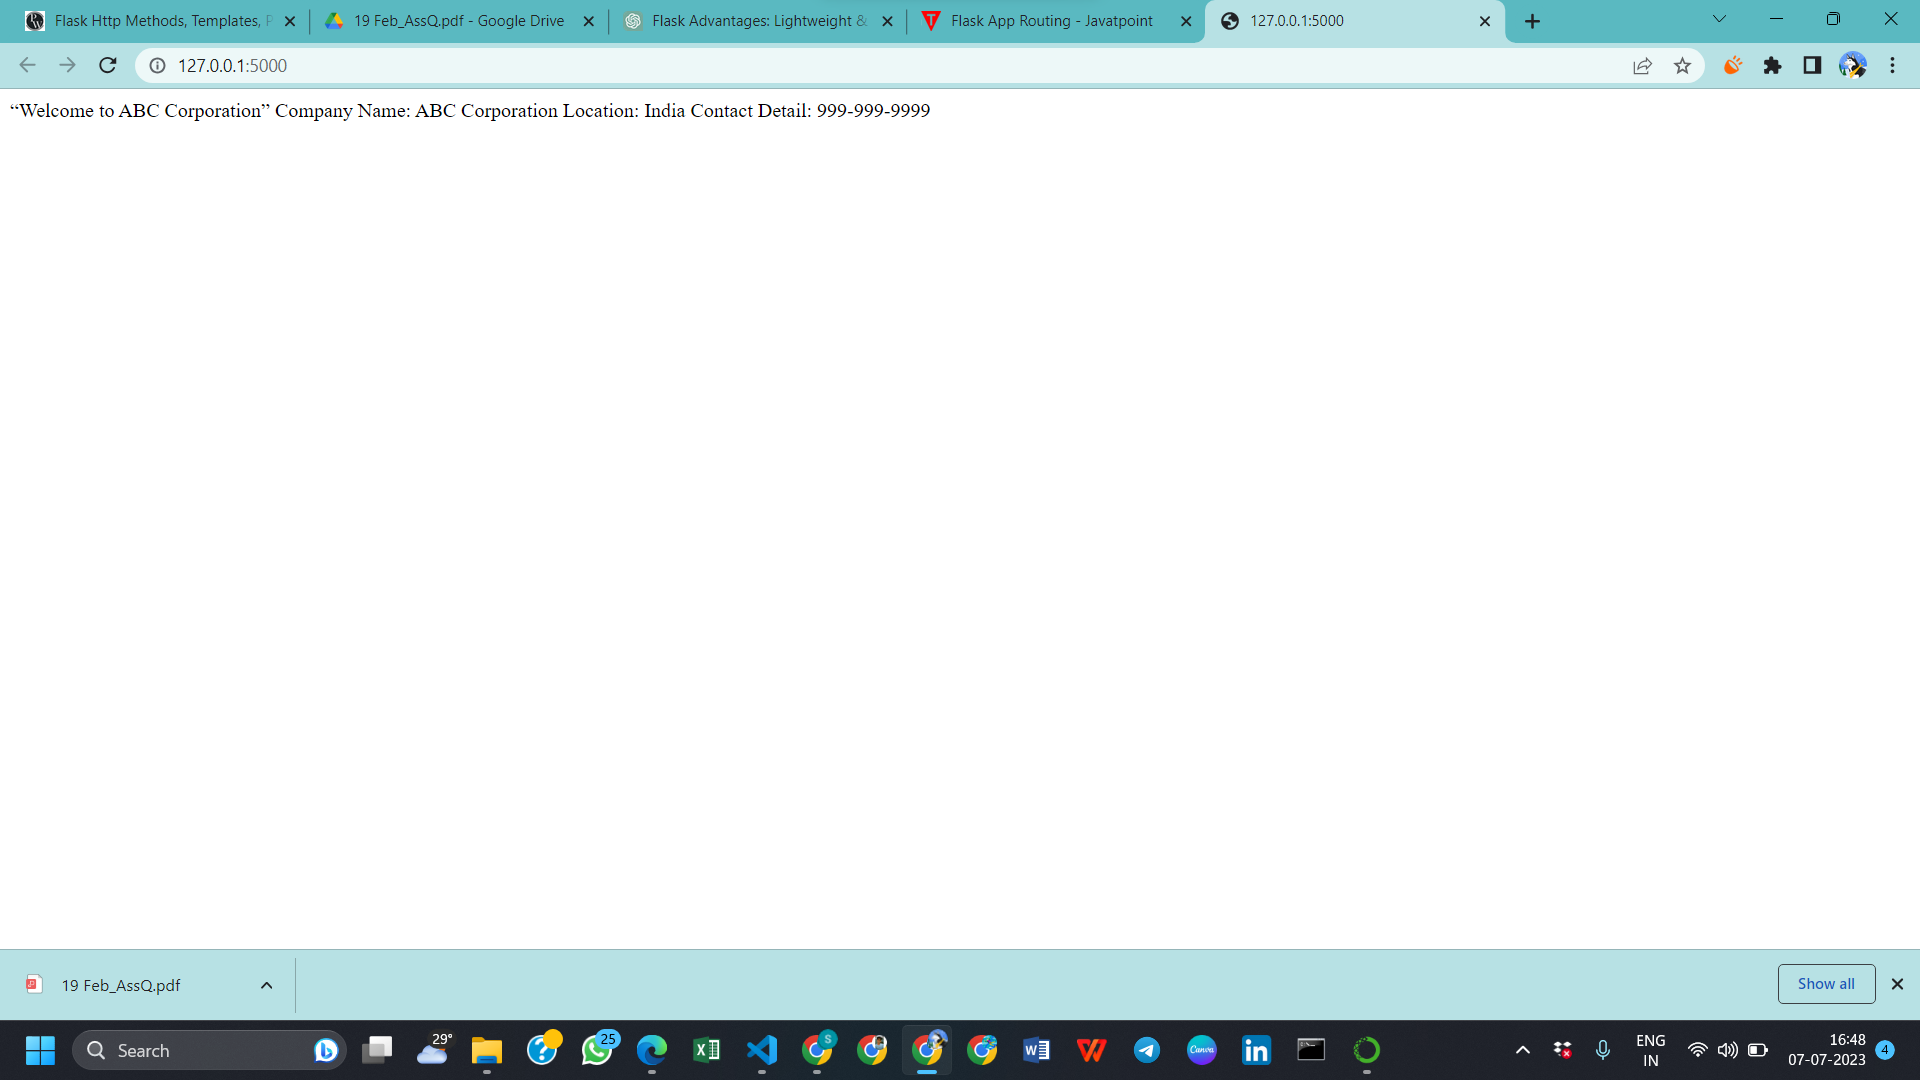 Flask Http Methods, Templates, P
19 Feb_AssQ.pdf - Google Drive
Flask Advantages: Lightweight &
Flask App Routing - Javatpoint
127.0.0.1:5000
127.0.0.1:5000
“Welcome to ABC Corporation” Company Name: ABC Corporation Location: India Contact Detail: 999-999-9999
19 Feb_AssQ.pdf
Show all
Search
29°
25
S
Canva
ENG
IN
16:48
07-07-2023
4